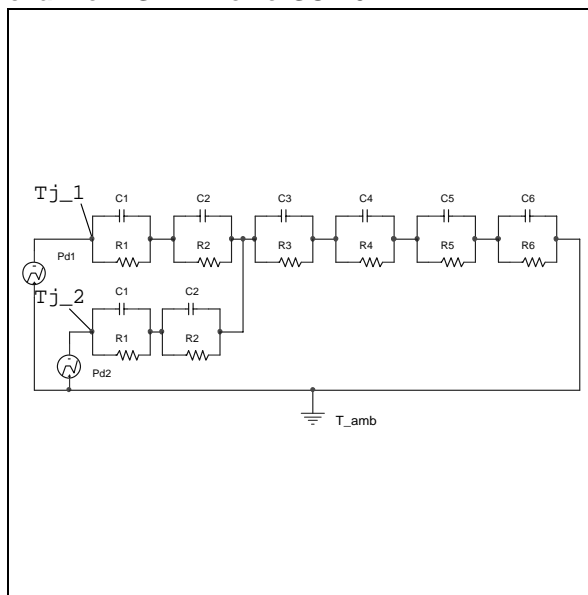 Tj_1
C1 C2 C3 C4 C5 C6
R1 R2 R3 R4 R5 R6
Pd1
Tj_2
C1 C2
R1 R2
Pd2
T_amb